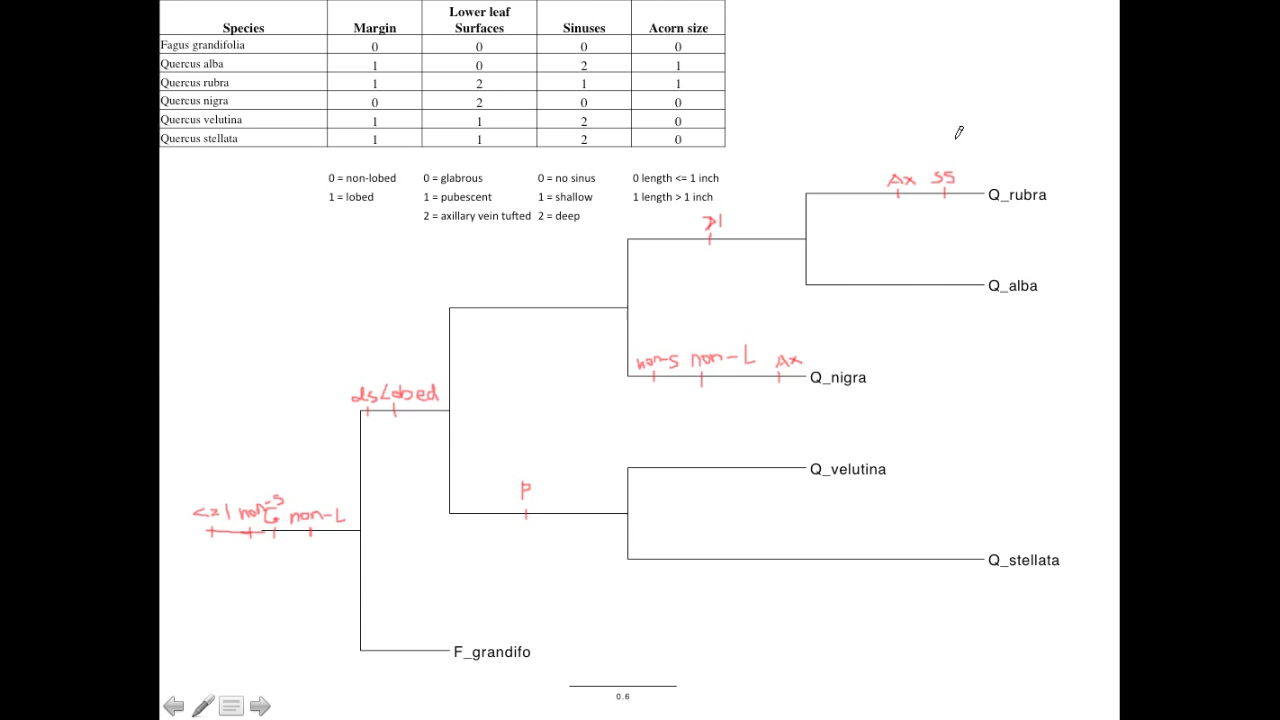 Species Margin Lower leaf Surfaces Sinuses Acorn size
Fagus grandifolia 0 0 0 0
Quercus alba 1 0 2 1
Quercus rubra 1 2 1 1
Quercus nigra 0 2 0 0
Quercus velutina 1 1 2 0
Quercus stellata 1 1 2 0
0 = non-lobed 0 = glabrous 0 = no sinus 0 length <= 1 inch
1 = lobed 1 = pubescent 1 = shallow 1 length > 1 inch
2 = axillary vein tufted 2 = deep
Ax SS
Q_rubra
>1
Q_alba
non-S non-L Ax
Q_nigra
ds Lobed
Q_velutina
P
<=1 non-S G non-L
Q_stellata
F_grandifo
0.6